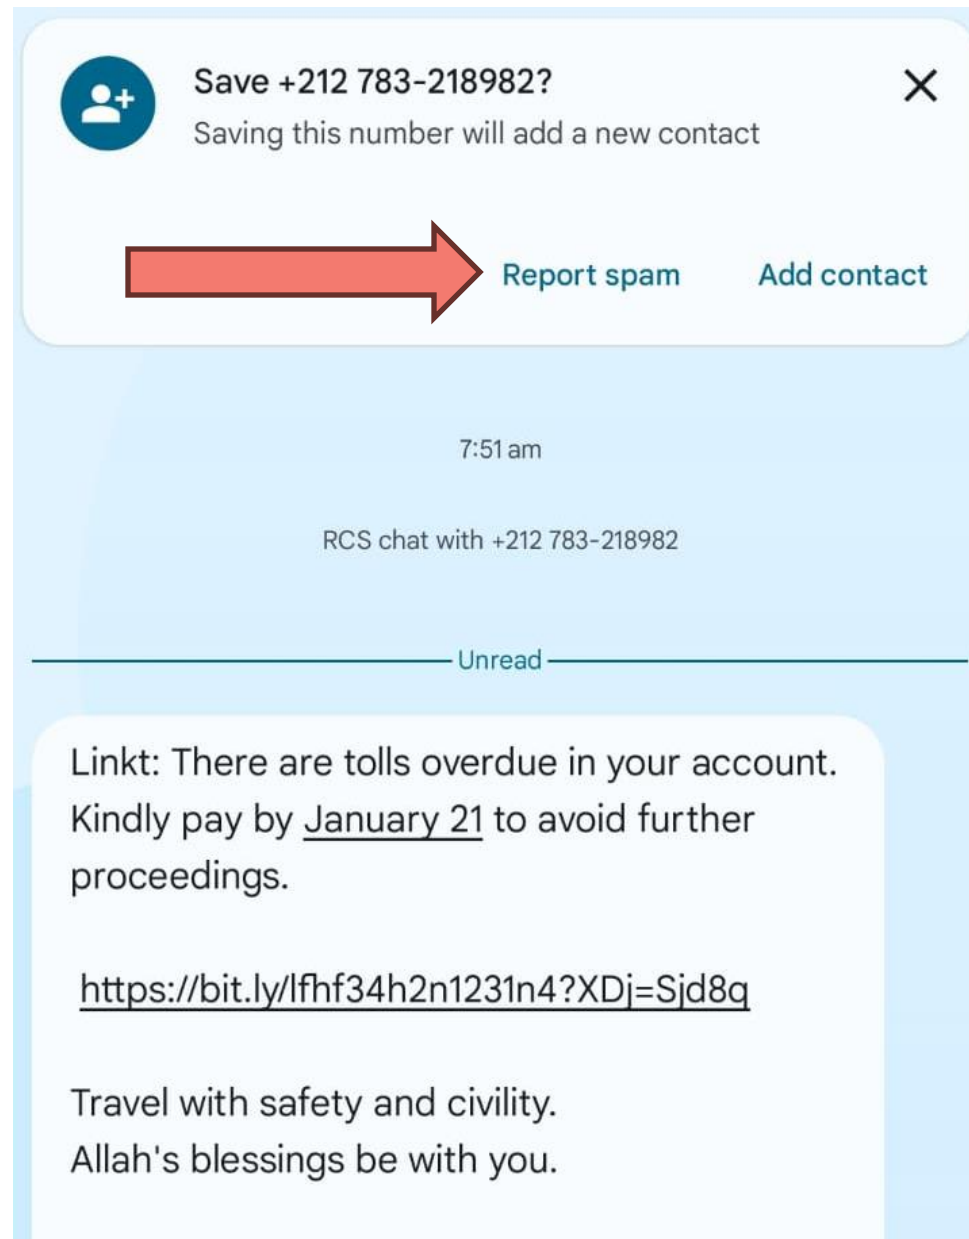 Save +212 783-218982?
Saving this number will add a new contact
Report spam
Add contact
7:51 am
RCS chat with +212 783-218982
Unread
Linkt: There are tolls overdue in your account.
Kindly pay by January 21 to avoid further
proceedings.
https://bit.ly/lfhf34h2n1231n4?XDj=Sjd8q
Travel with safety and civility.
Allah's blessings be with you.